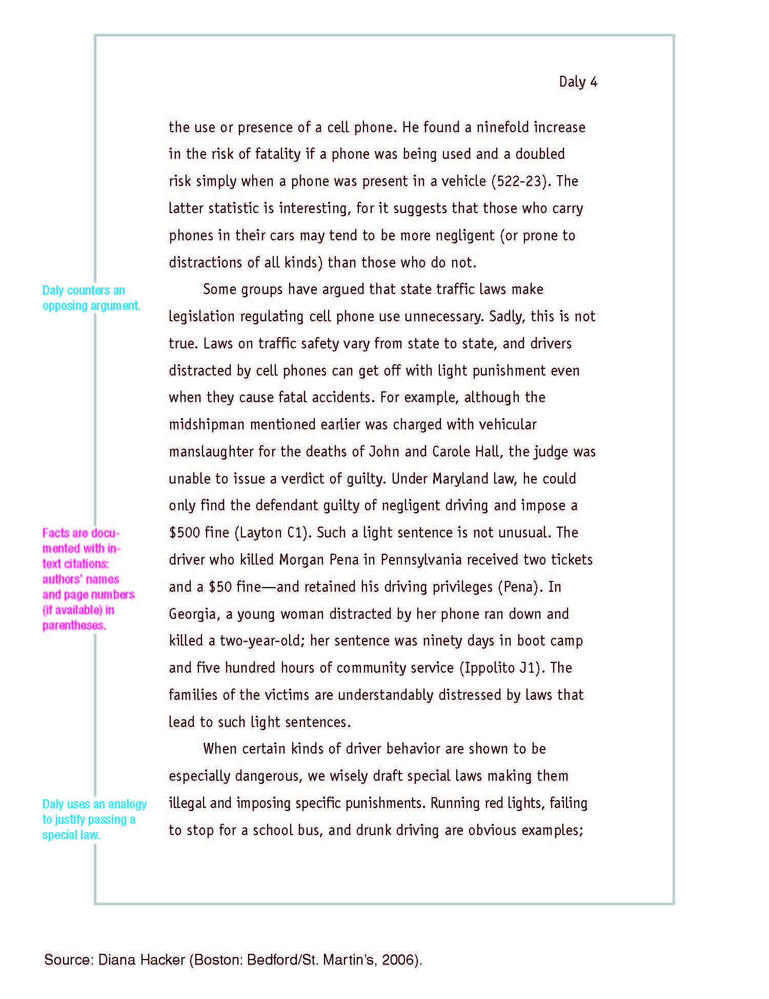 Daly 4
the use or presence of a cell phone. He found a ninefold increase
in the risk of fatality if a phone was being used and a doubled
risk simply when a phone was present in a vehicle (522-23). The
latter statistic is interesting, for it suggests that those who carry
phones in their cars may tend to be more negligent (or prone to
distractions of all kinds) than those who do not.
Daly counters an
opposing argument.
Some groups have argued that state traffic laws make
legislation regulating cell phone use unnecessary. Sadly, this is not
true. Laws on traffic safety vary from state to state, and drivers
distracted by cell phones can get off with light punishment even
when they cause fatal accidents. For example, although the
midshipman mentioned earlier was charged with vehicular
manslaughter for the deaths of John and Carole Hall, the judge was
unable to issue a verdict of guilty. Under Maryland law, he could
only find the defendant guilty of negligent driving and impose a
$500 fine (Layton C1). Such a light sentence is not unusual. The
driver who killed Morgan Pena in Pennsylvania received two tickets
and a $50 fine—and retained his driving privileges (Pena). In
Georgia, a young woman distracted by her phone ran down and
killed a two-year-old; her sentence was ninety days in boot camp
and five hundred hours of community service (Ippolito J1). The
families of the victims are understandably distressed by laws that
lead to such light sentences.
Facts are docu-
mented with in-
text citations:
authors' names
and page numbers
(if available) in
parentheses.
When certain kinds of driver behavior are shown to be
especially dangerous, we wisely draft special laws making them
illegal and imposing specific punishments. Running red lights, failing
to stop for a school bus, and drunk driving are obvious examples;
Daly uses an analogy
to justify passing a
special law.
Source: Diana Hacker (Boston: Bedford/St. Martin's, 2006).